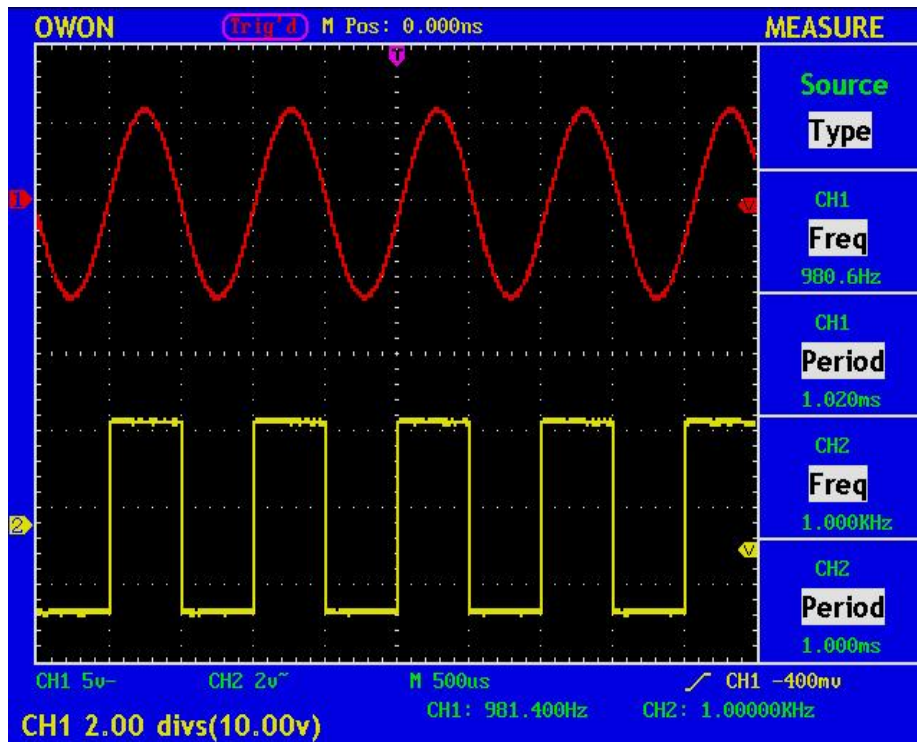 OWON Trig'd M Pos: 0.000ns MEASURE
T
Source
Type
1
CH1
Freq
980.6Hz
CH1
Period
1.020ms
CH2
Freq
1.000KHz
2
CH2
Period
1.000ms
CH1 5v- CH2 2v~ M 500us CH1 -400mv
CH1: 981.400Hz CH2: 1.00000KHz
CH1 2.00 divs(10.00v)